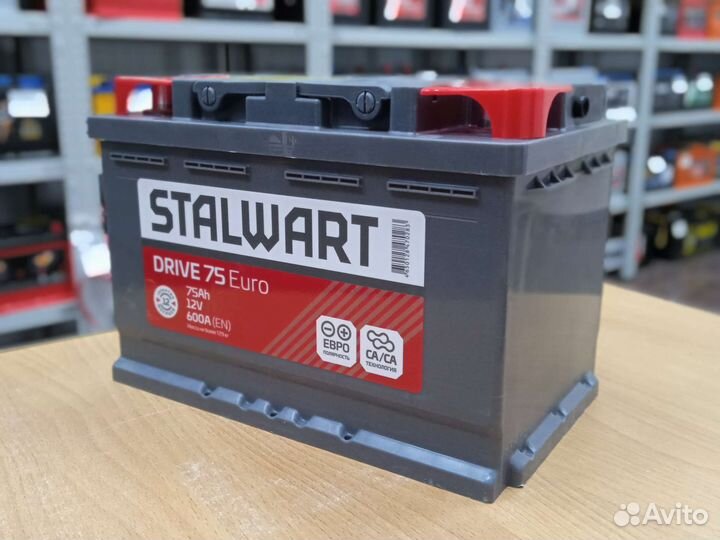 STALWART
DRIVE 75 Euro
75Ah
12V
600A (EN)
ЕВРО
ПОЛЯРНОСТЬ
CA/CA
ТЕХНОЛОГИЯ
Avito